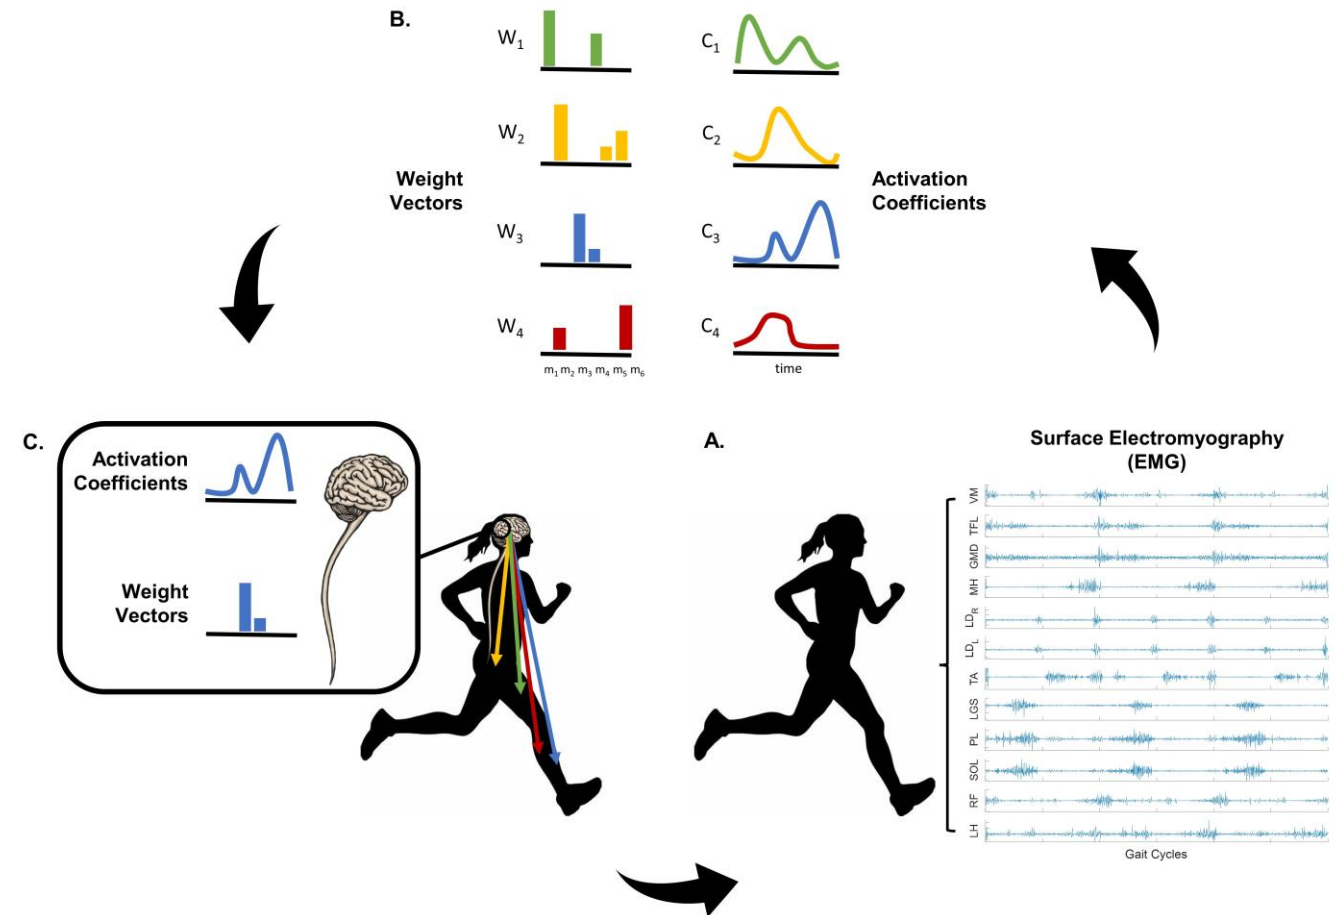 B.
W₁
C₁
W₂
C₂
Weight
Vectors
Activation
Coefficients
W₃
C₃
W₄
C₄
m₁ m₂ m₃ m₄ m₅ m₆
time
C.
Activation
Coefficients
Weight
Vectors
A.
Surface Electromyography
(EMG)
VM
TFL
GMD
MH
LD_R
LD_L
TA
LGS
PL
SOL
RF
LH
Gait Cycles